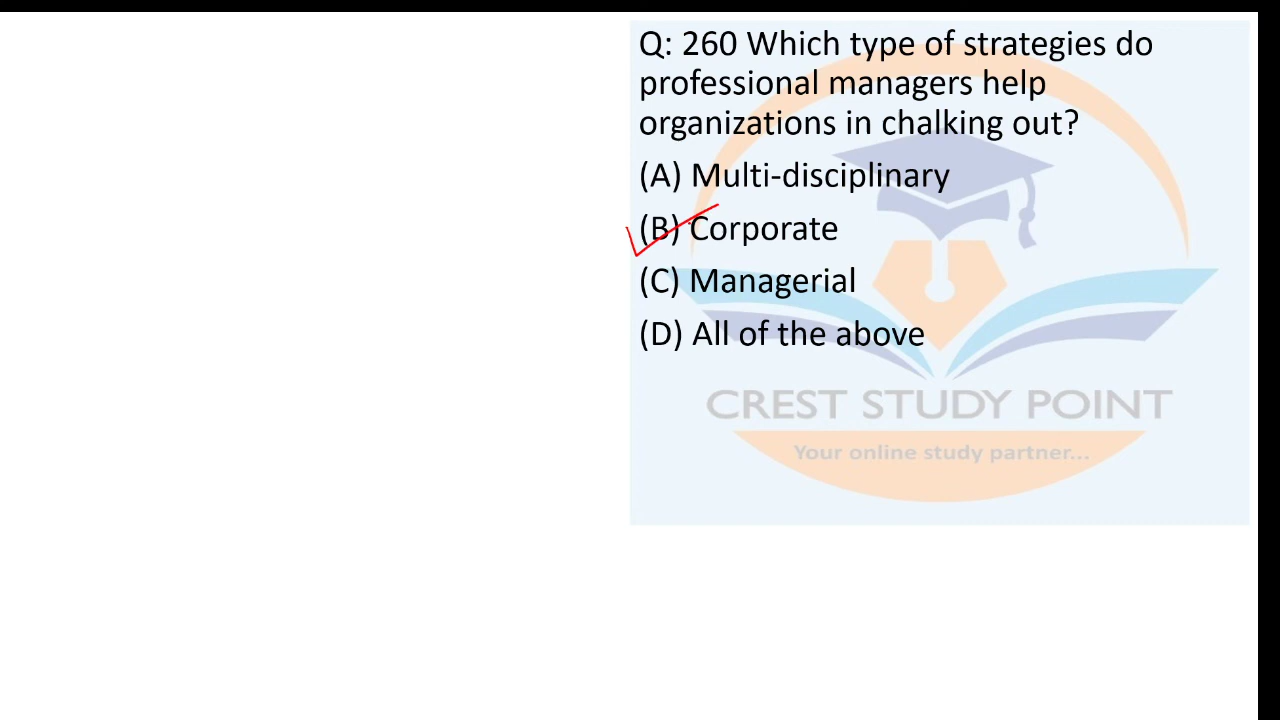 Q: 260 Which type of strategies do
professional managers help
organizations in chalking out?
(A) Multi-disciplinary
(B) Corporate
(C) Managerial
(D) All of the above
CREST STUDY POINT
Your online study partner...